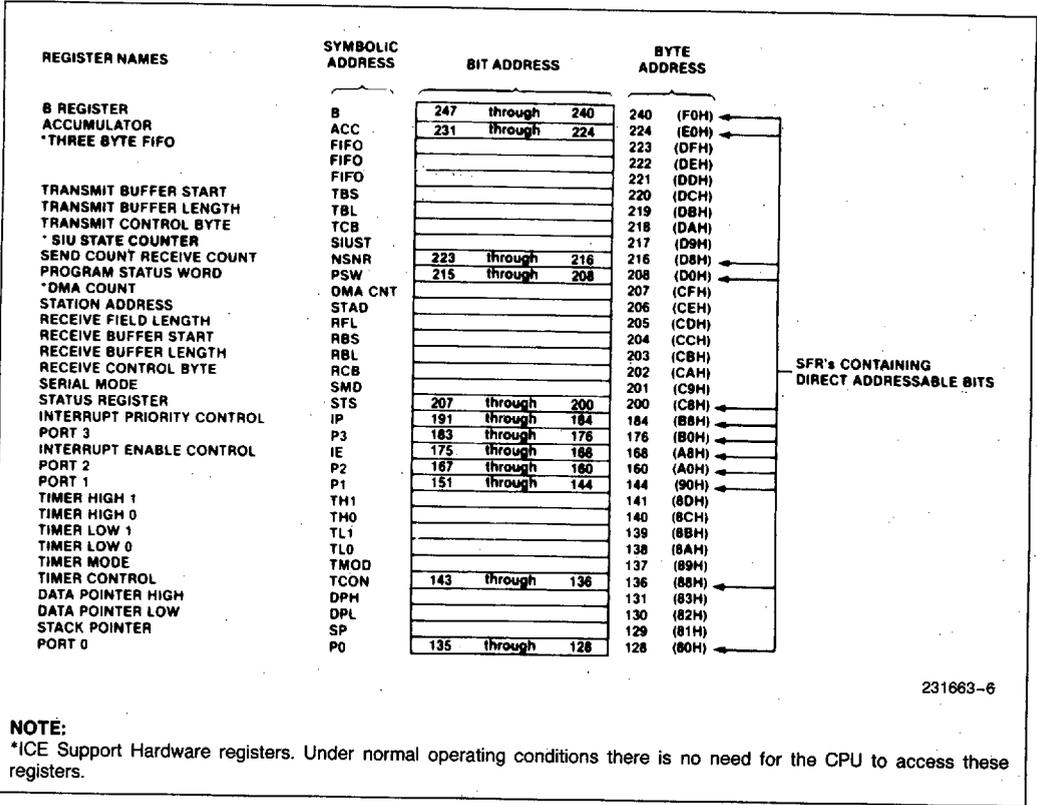 REGISTER NAMES SYMBOLIC ADDRESS BIT ADDRESS BYTE ADDRESS
B REGISTER B 247 through 240 240 (F0H)
ACCUMULATOR ACC 231 through 224 224 (E0H)
*THREE BYTE FIFO FIFO 223 (DFH)
FIFO 222 (DEH)
FIFO 221 (DDH)
TRANSMIT BUFFER START TBS 220 (DCH)
TRANSMIT BUFFER LENGTH TBL 219 (DBH)
TRANSMIT CONTROL BYTE TCB 218 (DAH)
* SIU STATE COUNTER SIUST 217 (D9H)
SEND COUNT RECEIVE COUNT NSNR 223 through 216 216 (D8H)
PROGRAM STATUS WORD PSW 215 through 208 208 (D0H)
*DMA COUNT DMA CNT 207 (CFH)
STATION ADDRESS STAD 206 (CEH)
RECEIVE FIELD LENGTH RFL 205 (CDH)
RECEIVE BUFFER START RBS 204 (CCH)
RECEIVE BUFFER LENGTH RBL 203 (CBH)
RECEIVE CONTROL BYTE RCB 202 (CAH)
SERIAL MODE SMD 201 (C9H)
STATUS REGISTER STS 207 through 200 200 (C8H)
INTERRUPT PRIORITY CONTROL IP 191 through 184 184 (B8H)
PORT 3 P3 183 through 176 176 (B0H)
INTERRUPT ENABLE CONTROL IE 175 through 168 168 (A8H)
PORT 2 P2 167 through 160 160 (A0H)
PORT 1 P1 151 through 144 144 (90H)
TIMER HIGH 1 TH1 141 (8DH)
TIMER HIGH 0 TH0 140 (8CH)
TIMER LOW 1 TL1 139 (8BH)
TIMER LOW 0 TL0 138 (8AH)
TIMER MODE TMOD 137 (89H)
TIMER CONTROL TCON 143 through 136 136 (88H)
DATA POINTER HIGH DPH 131 (83H)
DATA POINTER LOW DPL 130 (82H)
STACK POINTER SP 129 (81H)
PORT 0 P0 135 through 128 128 (80H)
SFR's CONTAINING
DIRECT ADDRESSABLE BITS
231663-6
NOTE:
*ICE Support Hardware registers. Under normal operating conditions there is no need for the CPU to access these
registers.